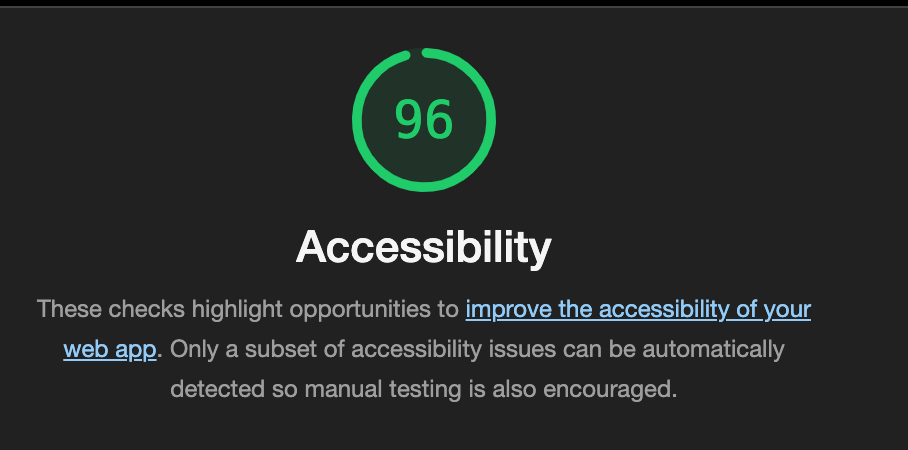 96
Accessibility
These checks highlight opportunities to improve the accessibility of your
web app. Only a subset of accessibility issues can be automatically
detected so manual testing is also encouraged.